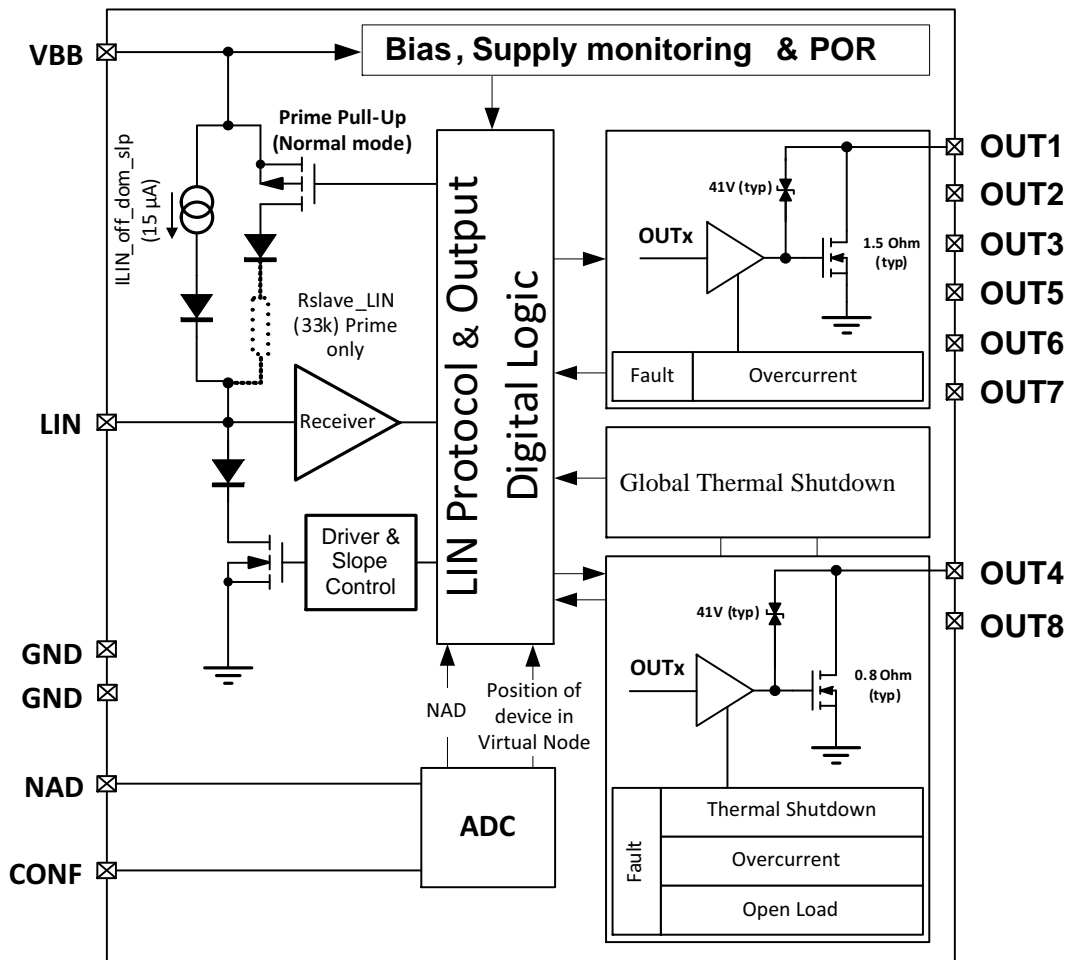 VBB
Bias, Supply monitoring & POR
Prime Pull-Up
(Normal mode)
ILIN_off_dom_slp
(15 µA)
Rslave_LIN
(33k) Prime
only
LIN
Receiver
Driver &
Slope
Control
LIN Protocol & Output
Digital Logic
GND
GND
NAD
CONF
NAD
Position of
device in
Virtual Node
ADC
41V (typ)
OUTx
1.5 Ohm
(typ)
Fault
Overcurrent
Global Thermal Shutdown
41V (typ)
OUTx
0.8 Ohm
(typ)
Fault
Thermal Shutdown
Overcurrent
Open Load
OUT1
OUT2
OUT3
OUT5
OUT6
OUT7
OUT4
OUT8